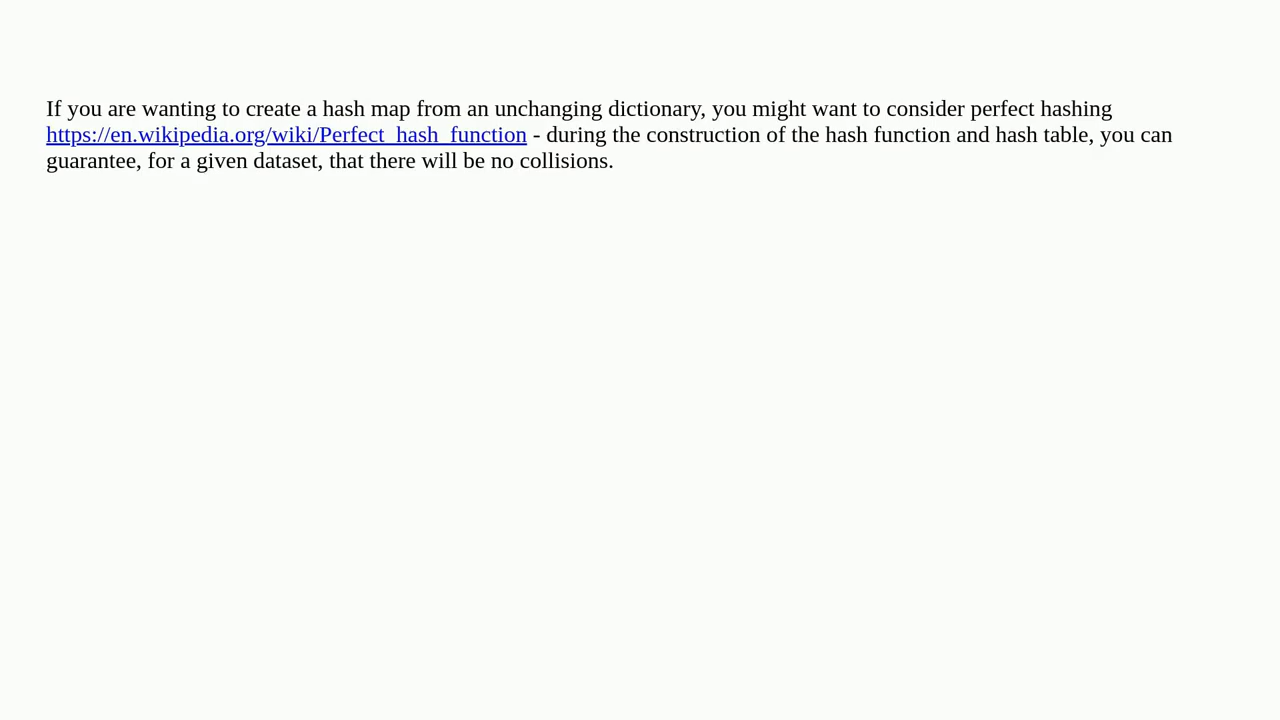 If you are wanting to create a hash map from an unchanging dictionary, you might want to consider perfect hashing
https://en.wikipedia.org/wiki/Perfect_hash_function - during the construction of the hash function and hash table, you can
guarantee, for a given dataset, that there will be no collisions.